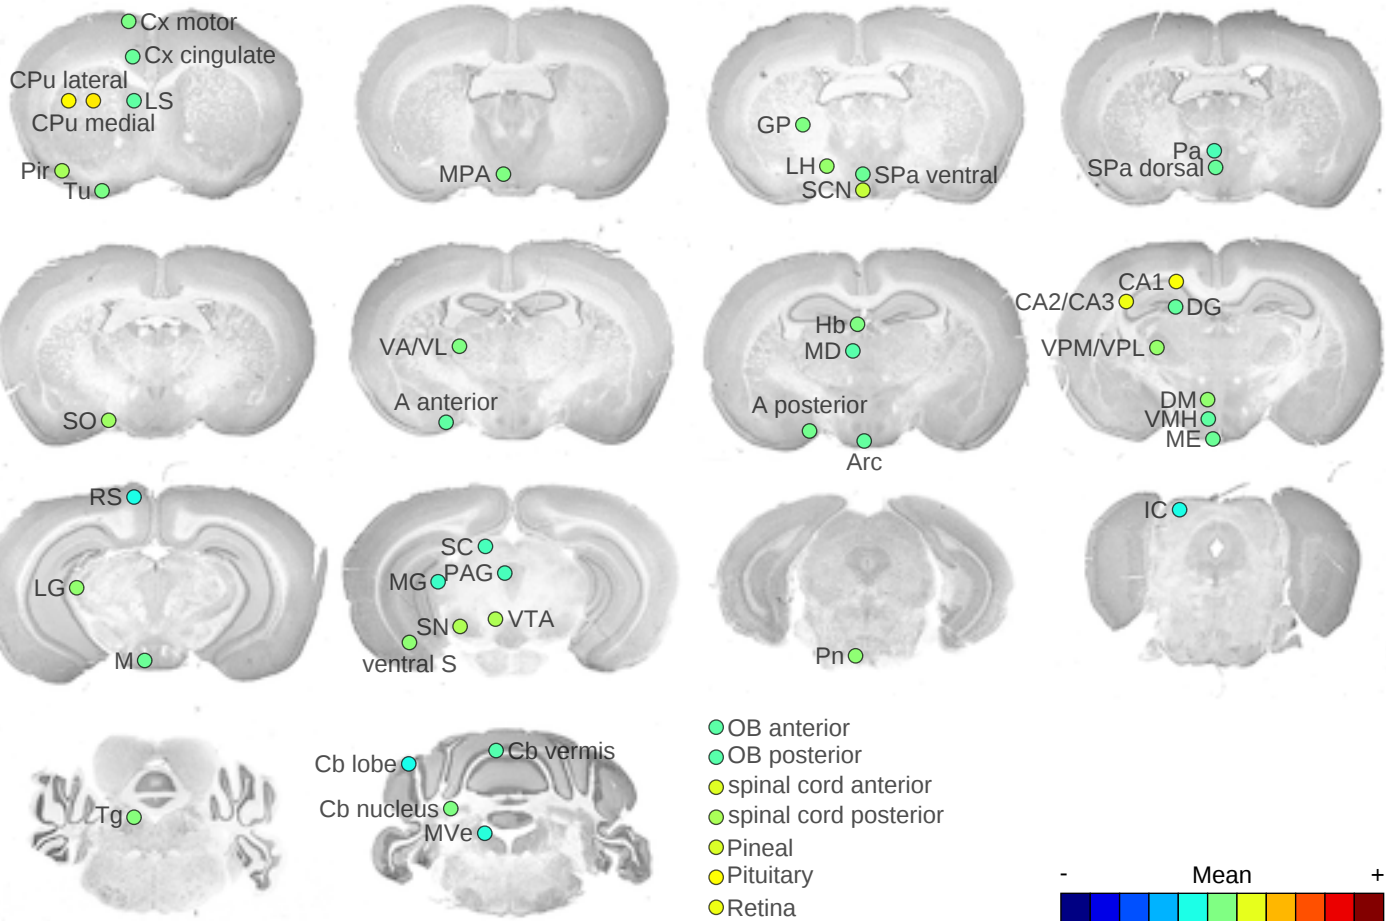 Cx motor
Cx cingulate
CPu lateral
LS
CPu medial
Pir
Tu
MPA
GP
LH
SPa ventral
SCN
Pa
SPa dorsal
SO
VA/VL
A anterior
Hb
MD
A posterior
Arc
CA1
CA2/CA3
DG
VPM/VPL
DM
VMH
ME
RS
LG
M
SC
MG
PAG
SN
VTA
ventral S
Pn
IC
Tg
Cb lobe
Cb vermis
Cb nucleus
MVe
OB anterior
OB posterior
spinal cord anterior
spinal cord posterior
Pineal
Pituitary
Retina
- Mean +